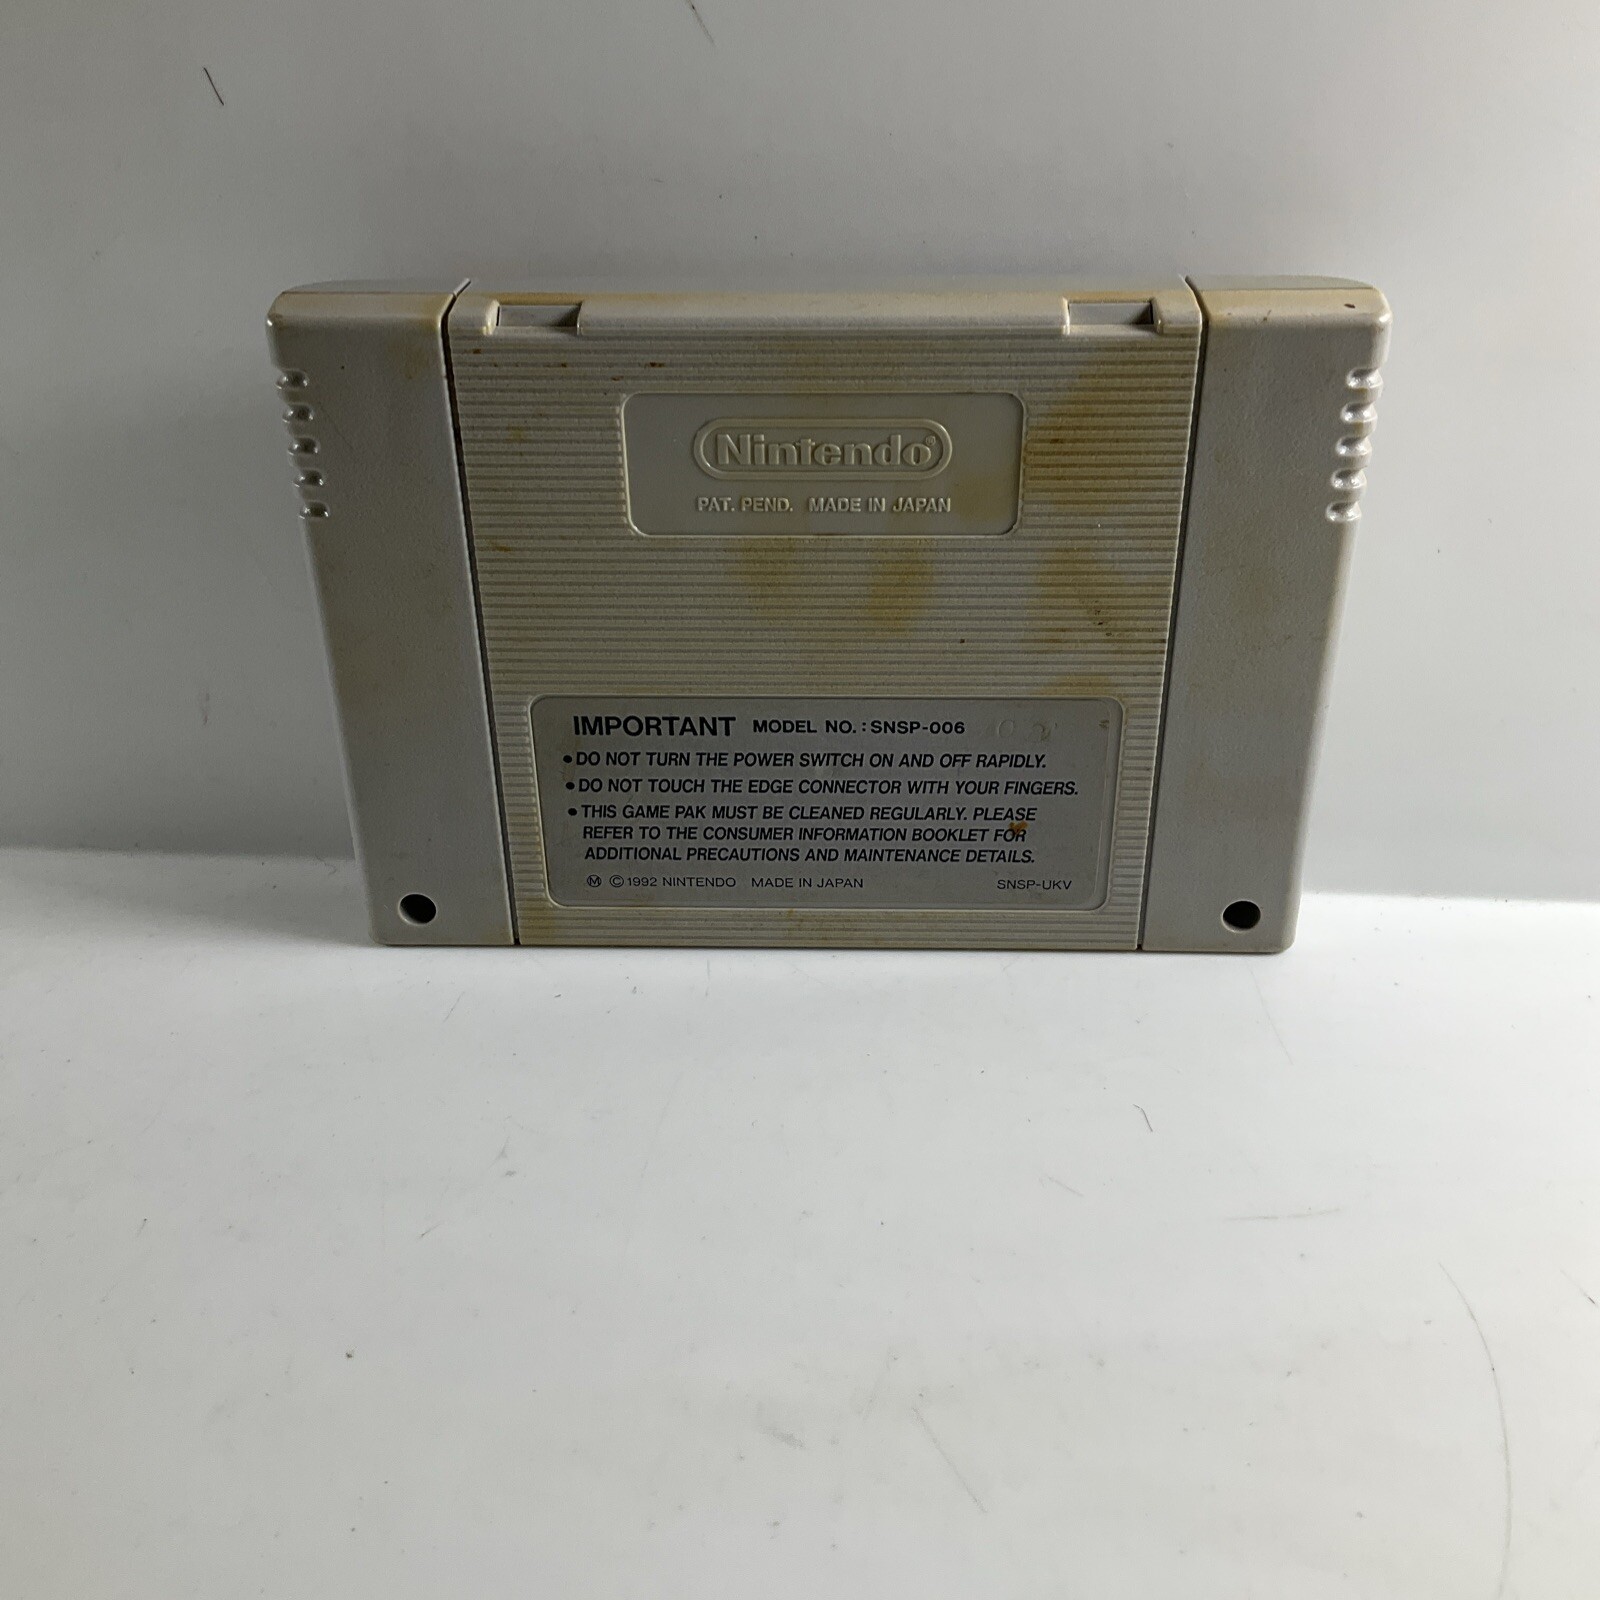 Nintendo®
PAT. PEND. MADE IN JAPAN
IMPORTANT MODEL NO.: SNSP-006
• DO NOT TURN THE POWER SWITCH ON AND OFF RAPIDLY.
• DO NOT TOUCH THE EDGE CONNECTOR WITH YOUR FINGERS.
• THIS GAME PAK MUST BE CLEANED REGULARLY. PLEASE
REFER TO THE CONSUMER INFORMATION BOOKLET FOR
ADDITIONAL PRECAUTIONS AND MAINTENANCE DETAILS.
Ⓜ © 1992 NINTENDO MADE IN JAPAN SNSP-UKV